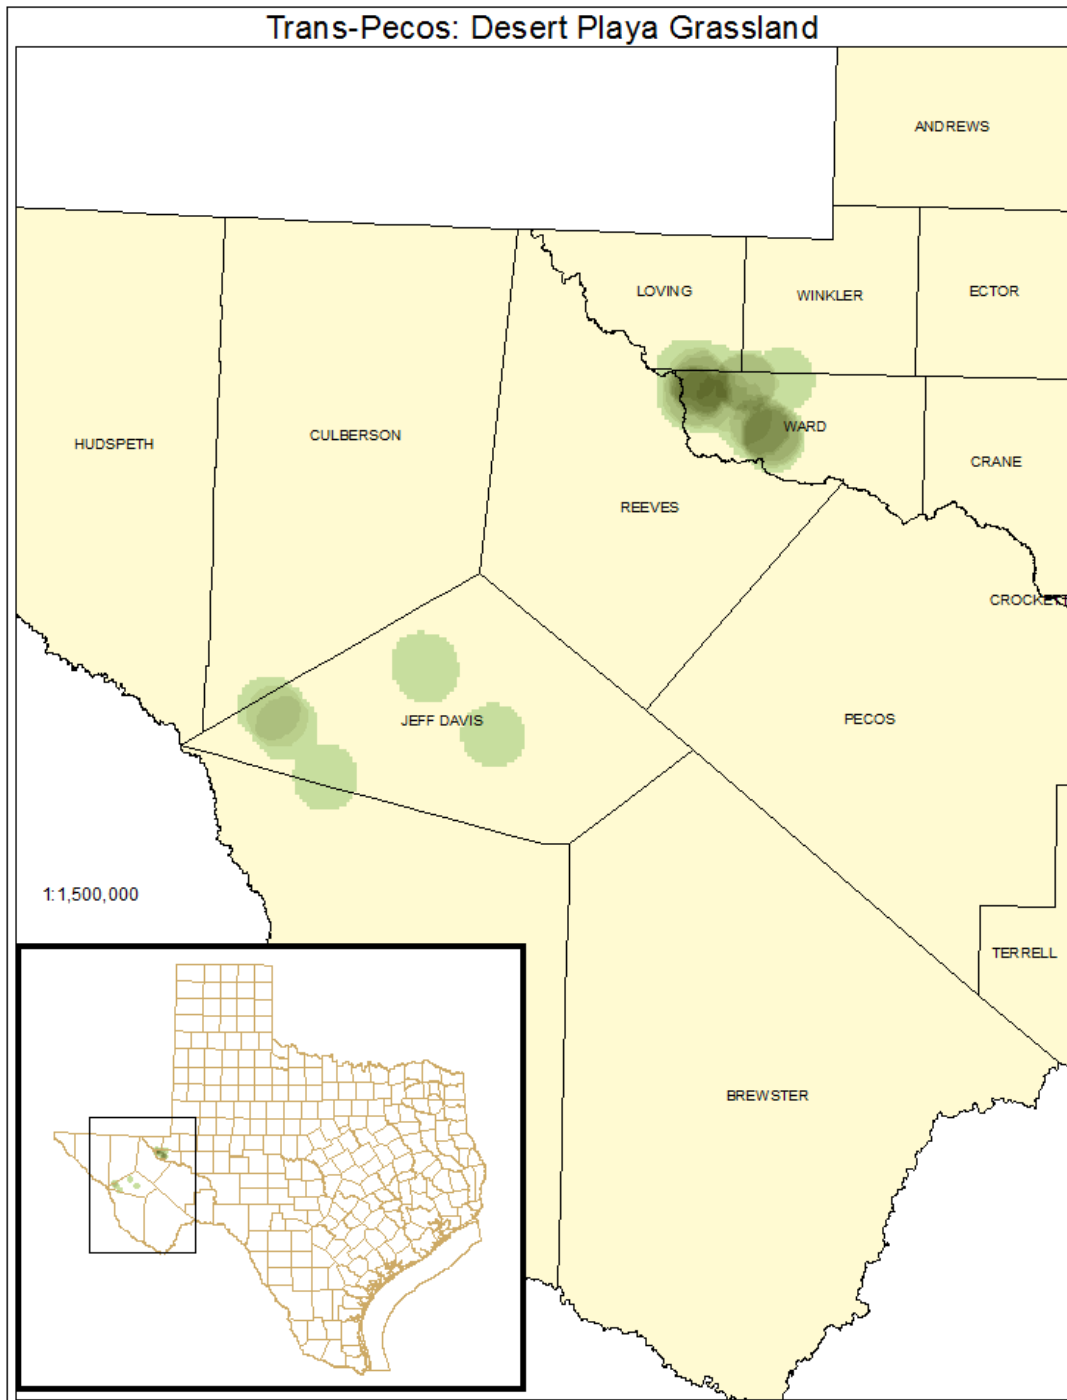 Trans-Pecos: Desert Playa Grassland
ANDREWS
LOVING
WINKLER
ECTOR
HUDSPETH
CULBERSON
WARD
CRANE
REEVES
CROCKETT
JEFF DAVIS
PECOS
1:1,500,000
TERRELL
BREWSTER